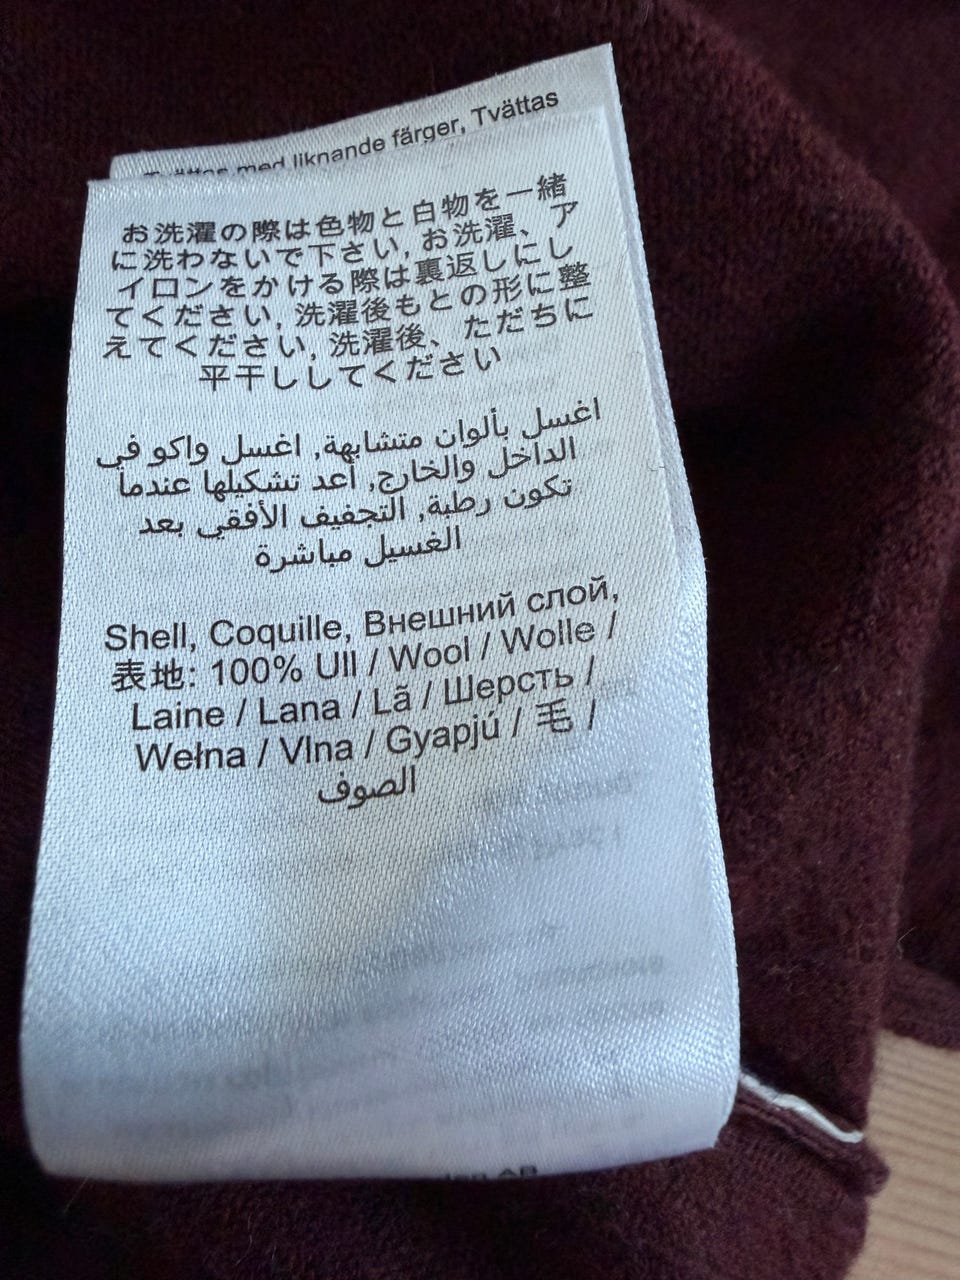 med liknande färger, Tvättas
お洗濯の際は色物と白物を一緒
に洗わないで下さい, お洗濯、ア
イロンをかける際は裏返しにし
てください, 洗濯後もとの形に整
えてください, 洗濯後、ただちに
平干ししてください
اغسل بألوان متشابهة, اغسل واكو في
الداخل والخارج, أعد تشكيلها عندما
تكون رطبة, التجفيف الأفقي بعد
الغسيل مباشرة
Shell, Coquille, Внешний слой,
表地: 100% Ull / Wool / Wolle /
Laine / Lana / Lã / Шерсть /
Wełna / Vlna / Gyapjú / 毛 /
الصوف